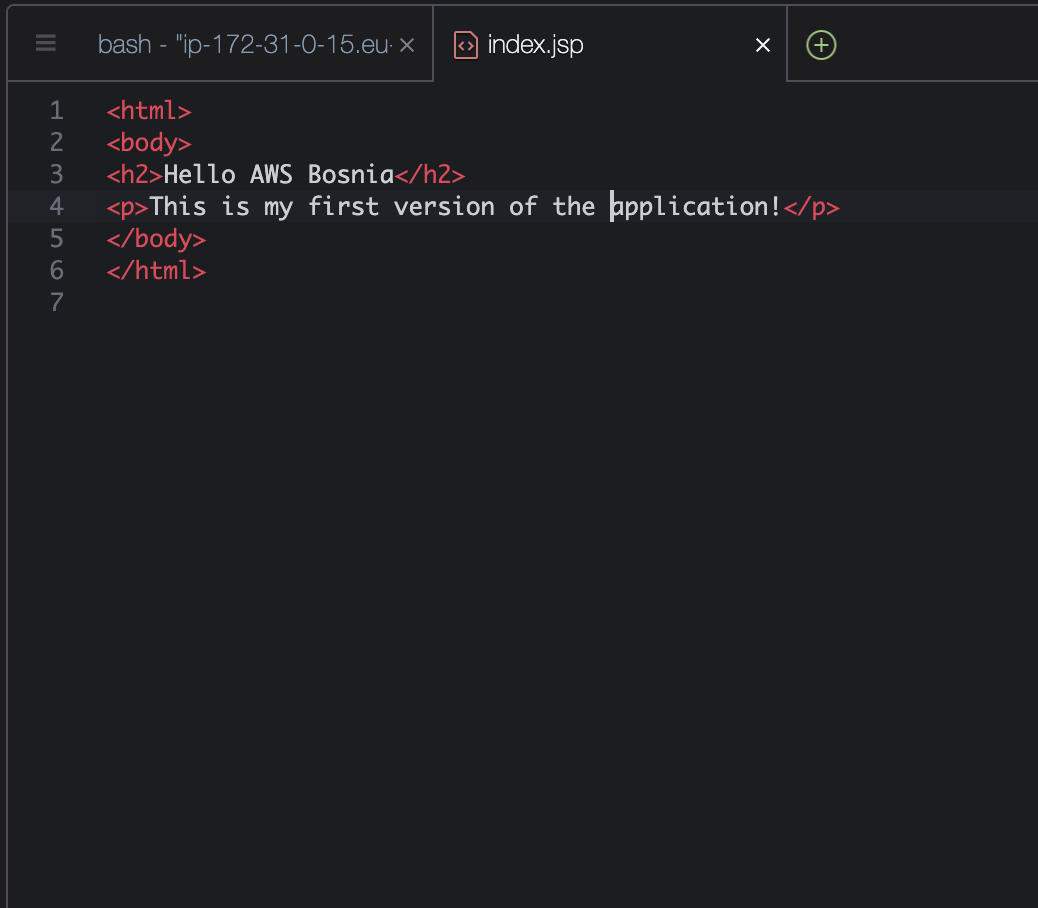 bash - "ip-172-31-0-15.eu-
index.jsp
1 <html>
2 <body>
3 <h2>Hello AWS Bosnia</h2>
4 <p>This is my first version of the application!</p>
5 </body>
6 </html>
7